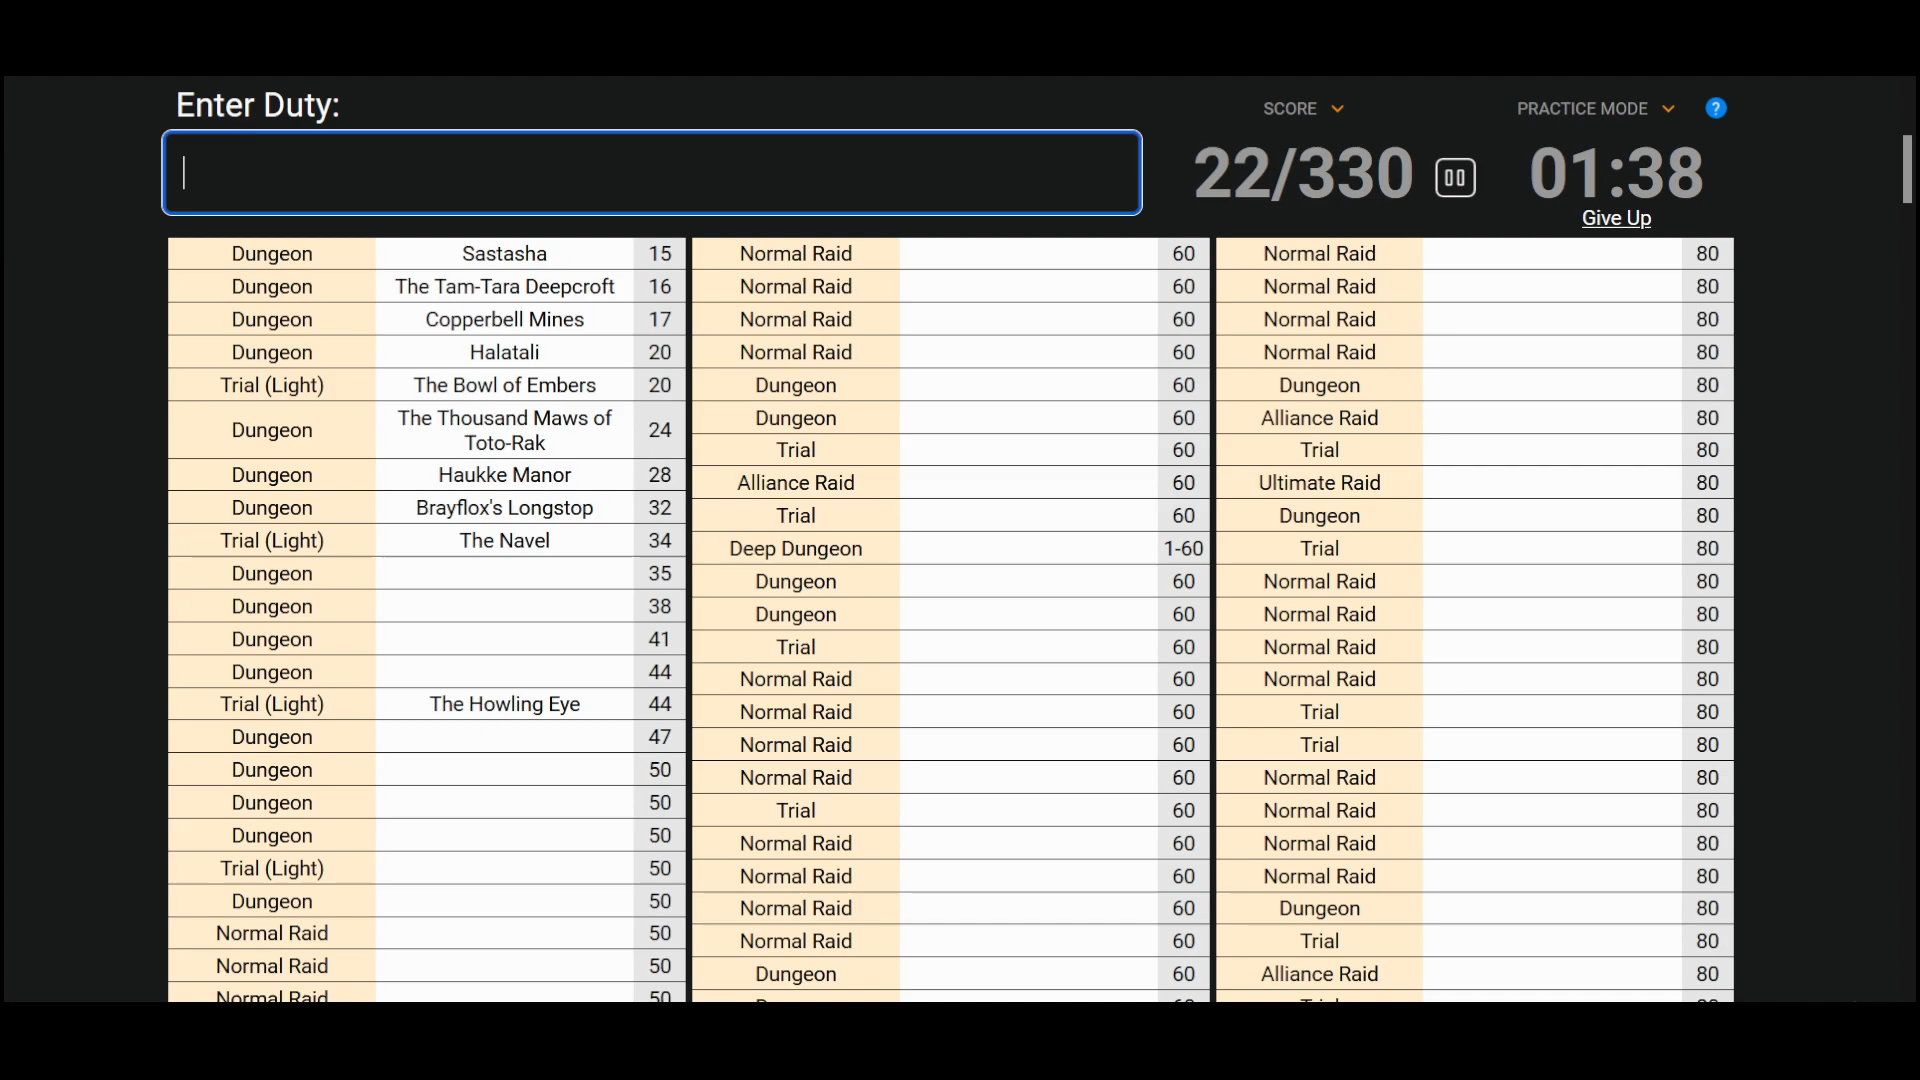 Enter Duty:
SCORE
PRACTICE MODE
?
22/330
01:38
Give Up
Dungeon Sastasha 15
Dungeon The Tam-Tara Deepcroft 16
Dungeon Copperbell Mines 17
Dungeon Halatali 20
Trial (Light) The Bowl of Embers 20
Dungeon The Thousand Maws of
Toto-Rak 24
Dungeon Haukke Manor 28
Dungeon Brayflox's Longstop 32
Trial (Light) The Navel 34
Dungeon 35
Dungeon 38
Dungeon 41
Dungeon 44
Trial (Light) The Howling Eye 44
Dungeon 47
Dungeon 50
Dungeon 50
Dungeon 50
Trial (Light) 50
Dungeon 50
Normal Raid 50
Normal Raid 50
Normal Raid 50
Normal Raid 60
Normal Raid 60
Normal Raid 60
Normal Raid 60
Dungeon 60
Dungeon 60
Trial 60
Alliance Raid 60
Trial 60
Deep Dungeon 1-60
Dungeon 60
Dungeon 60
Trial 60
Normal Raid 60
Normal Raid 60
Normal Raid 60
Normal Raid 60
Trial 60
Normal Raid 60
Normal Raid 60
Normal Raid 60
Normal Raid 60
Dungeon 60
Normal Raid 80
Normal Raid 80
Normal Raid 80
Normal Raid 80
Dungeon 80
Alliance Raid 80
Trial 80
Ultimate Raid 80
Dungeon 80
Trial 80
Normal Raid 80
Normal Raid 80
Normal Raid 80
Normal Raid 80
Trial 80
Trial 80
Normal Raid 80
Normal Raid 80
Normal Raid 80
Normal Raid 80
Dungeon 80
Trial 80
Alliance Raid 80